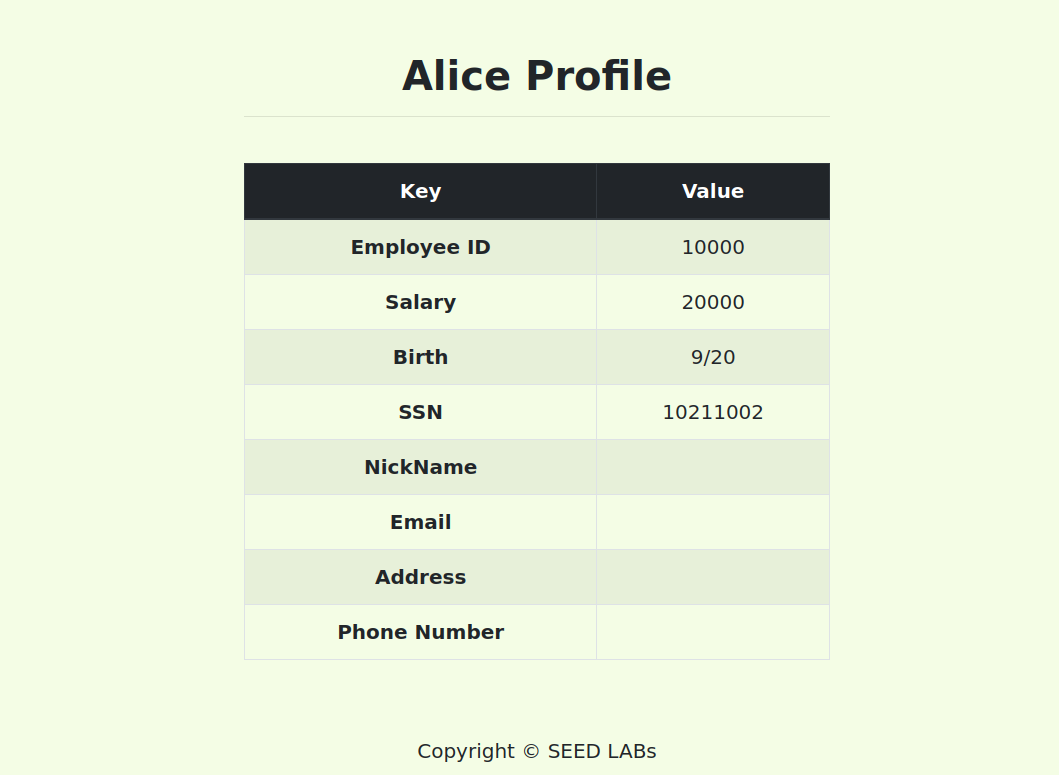 Alice Profile
Key Value
Employee ID 10000
Salary 20000
Birth 9/20
SSN 10211002
NickName
Email
Address
Phone Number
Copyright © SEED LABs